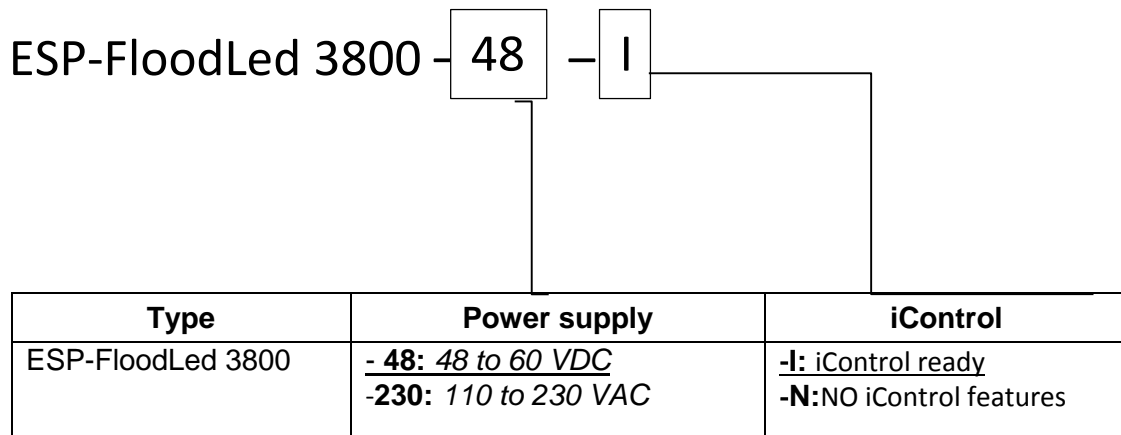 ESP-FloodLed 3800 - 48 – I
Type Power supply iControl
ESP-FloodLed 3800 - 48: 48 to 60 VDC -I: iControl ready
-230: 110 to 230 VAC -N:NO iControl features